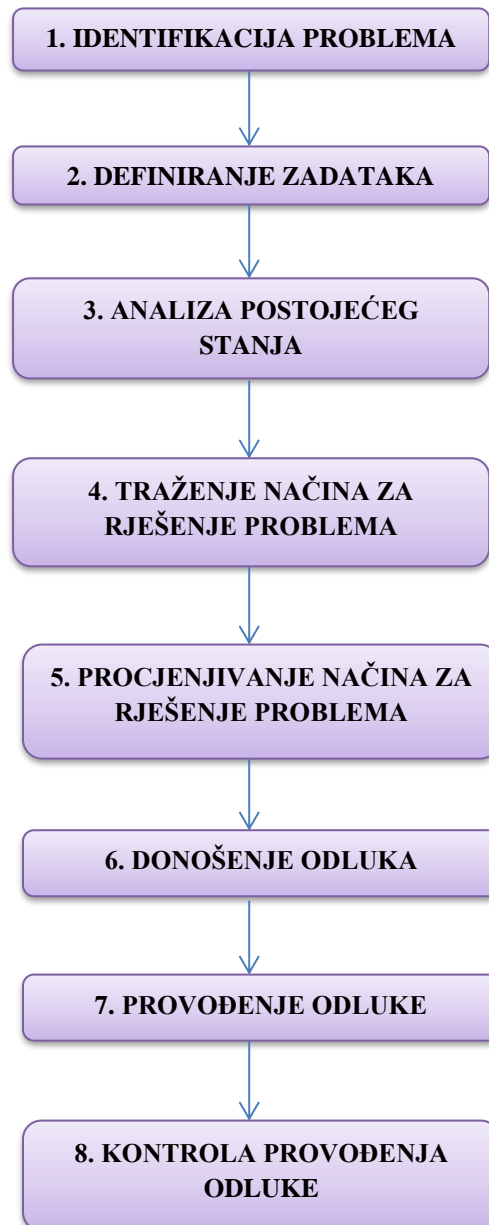 1. IDENTIFIKACIJA PROBLEMA
2. DEFINIRANJE ZADATAKA
3. ANALIZA POSTOJEĆEG
STANJA
4. TRAŽENJE NAČINA ZA
RJEŠENJE PROBLEMA
5. PROCJENJIVANJE NAČINA ZA
RJEŠENJE PROBLEMA
6. DONOŠENJE ODLUKA
7. PROVOĐENJE ODLUKE
8. KONTROLA PROVOĐENJA
ODLUKE